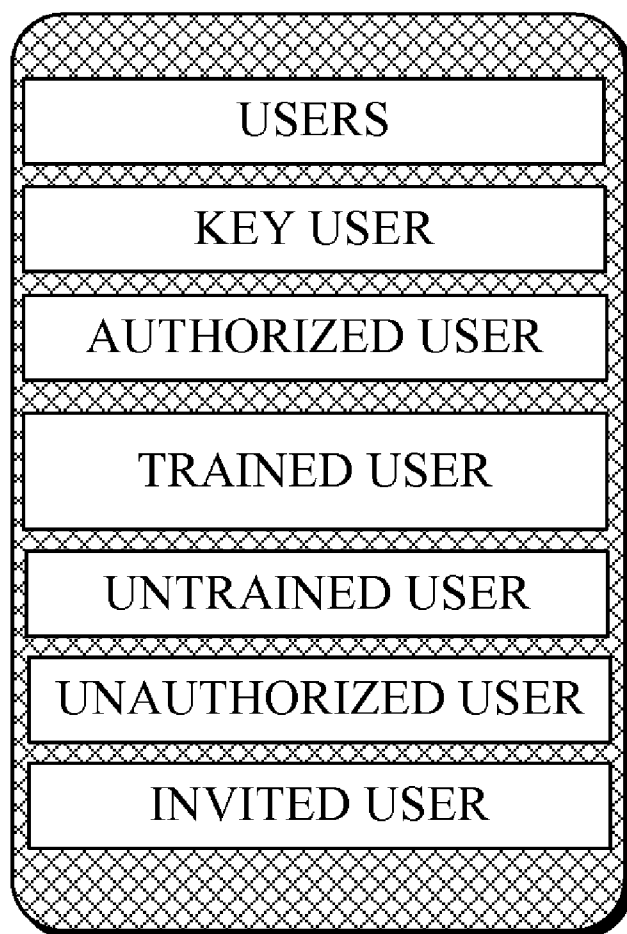 USERS
KEY USER
AUTHORIZED USER
TRAINED USER
UNTRAINED USER
UNAUTHORIZED USER
INVITED USER